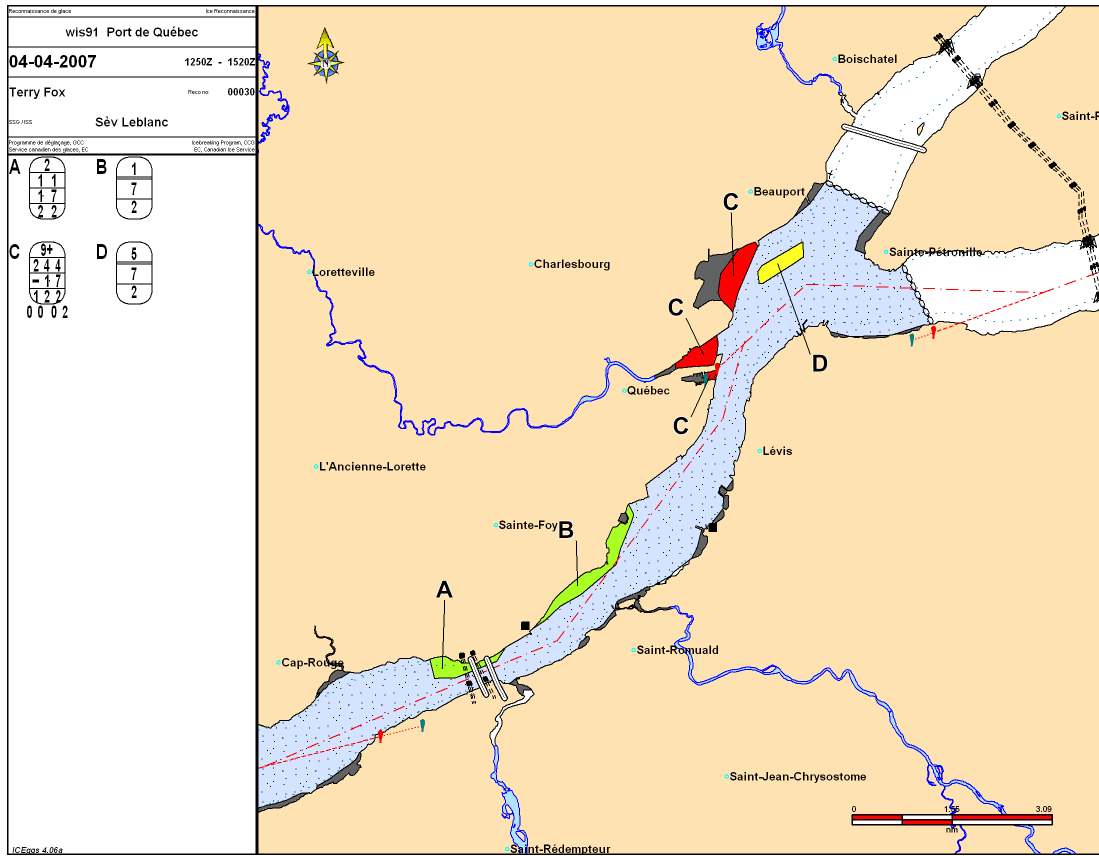 Reconnaissance de glace Ice Reconnaissance
wis91 Port de Québec
04-04-2007 1250Z - 1520Z
Terry Fox Reco no: 00030
SSG / ISS Sèv Leblanc
Programme de déglaçage, GCC Icebreaking Program, CCG
Service canadien des glaces, EC EC, Canadian Ice Service
A 2 B 1
1 1
1 7 7
2 2 2
C 9+ D 5
2 4 4
- 1 7 7
1 2 2 2
0 0 0 2
N
Boischatel
Saint-P
Beauport
C
Sainte-Pétronille
Charlesbourg
Loretteville
C
D
Québec
C
Lévis
L'Ancienne-Lorette
Sainte-Foy
B
A
Saint-Romuald
Cap-Rouge
Saint-Jean-Chrysostome
0 1.55 3.09
nm
Saint-Rédempteur
ICEggs 4.06a